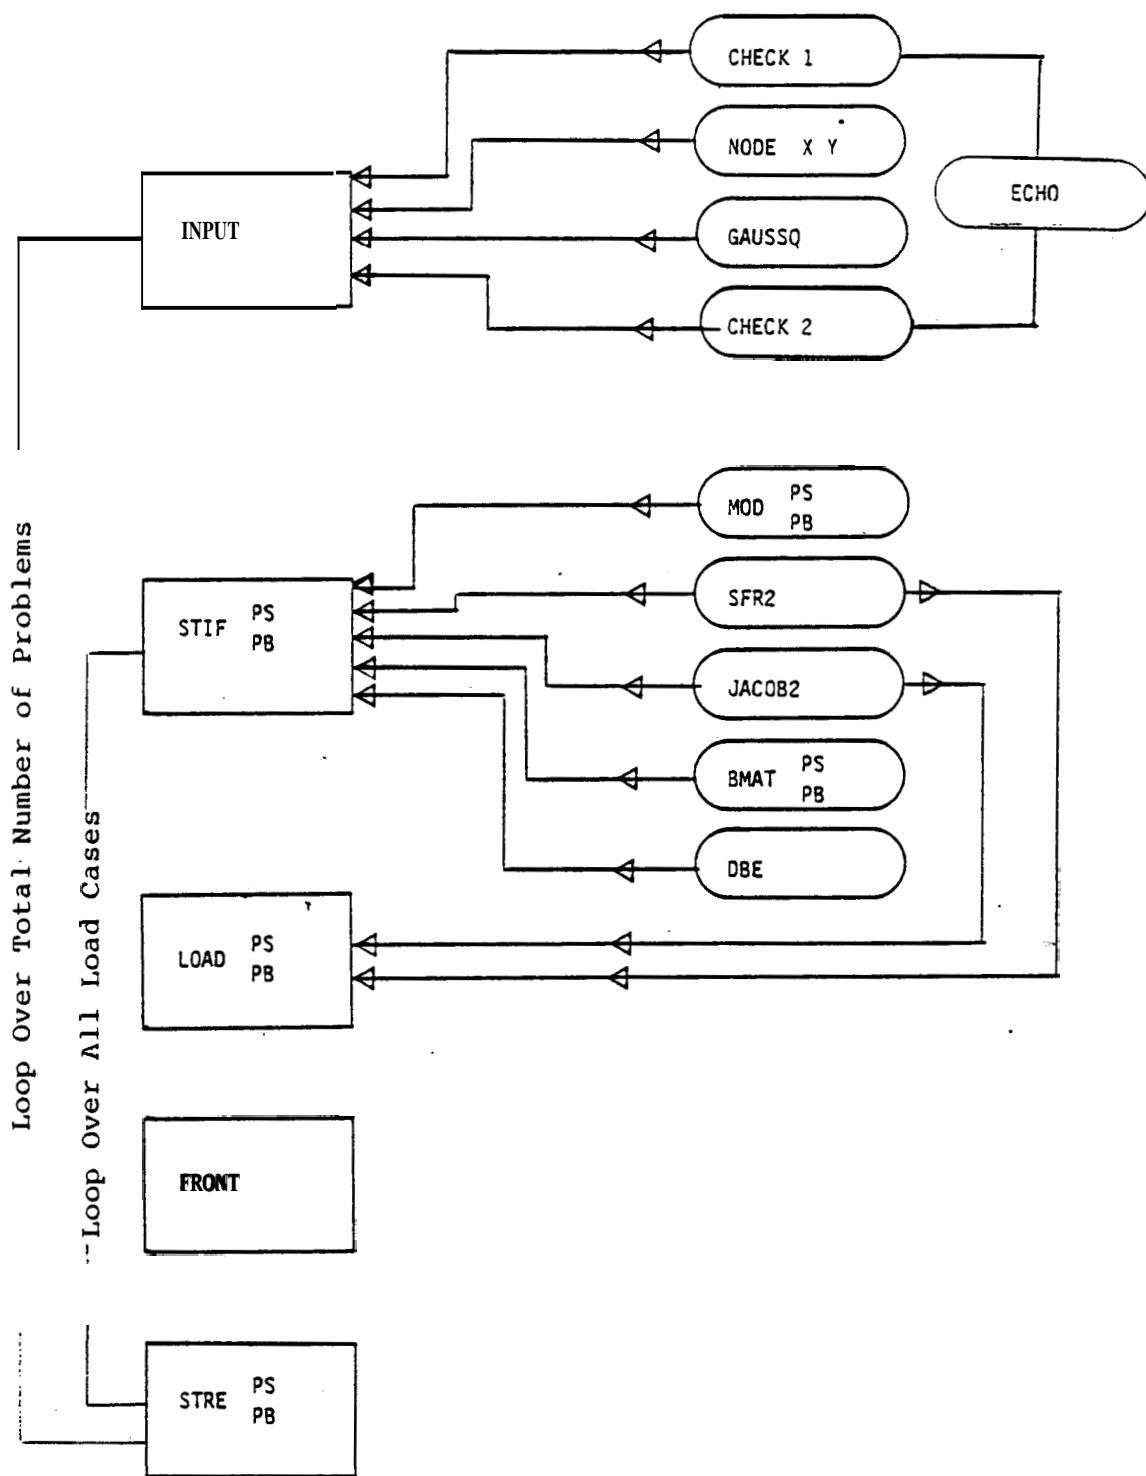 CHECK 1
NODE X Y
ECHO
INPUT
GAUSSQ
CHECK 2
MOD PS
PB
STIF PS
PB
SFR2
JACOB2
BMAT PS
PB
DBE
LOAD PS
PB
FRONT
STRE PS
PB
Loop Over Total Number of Problems
--Loop Over All Load Cases